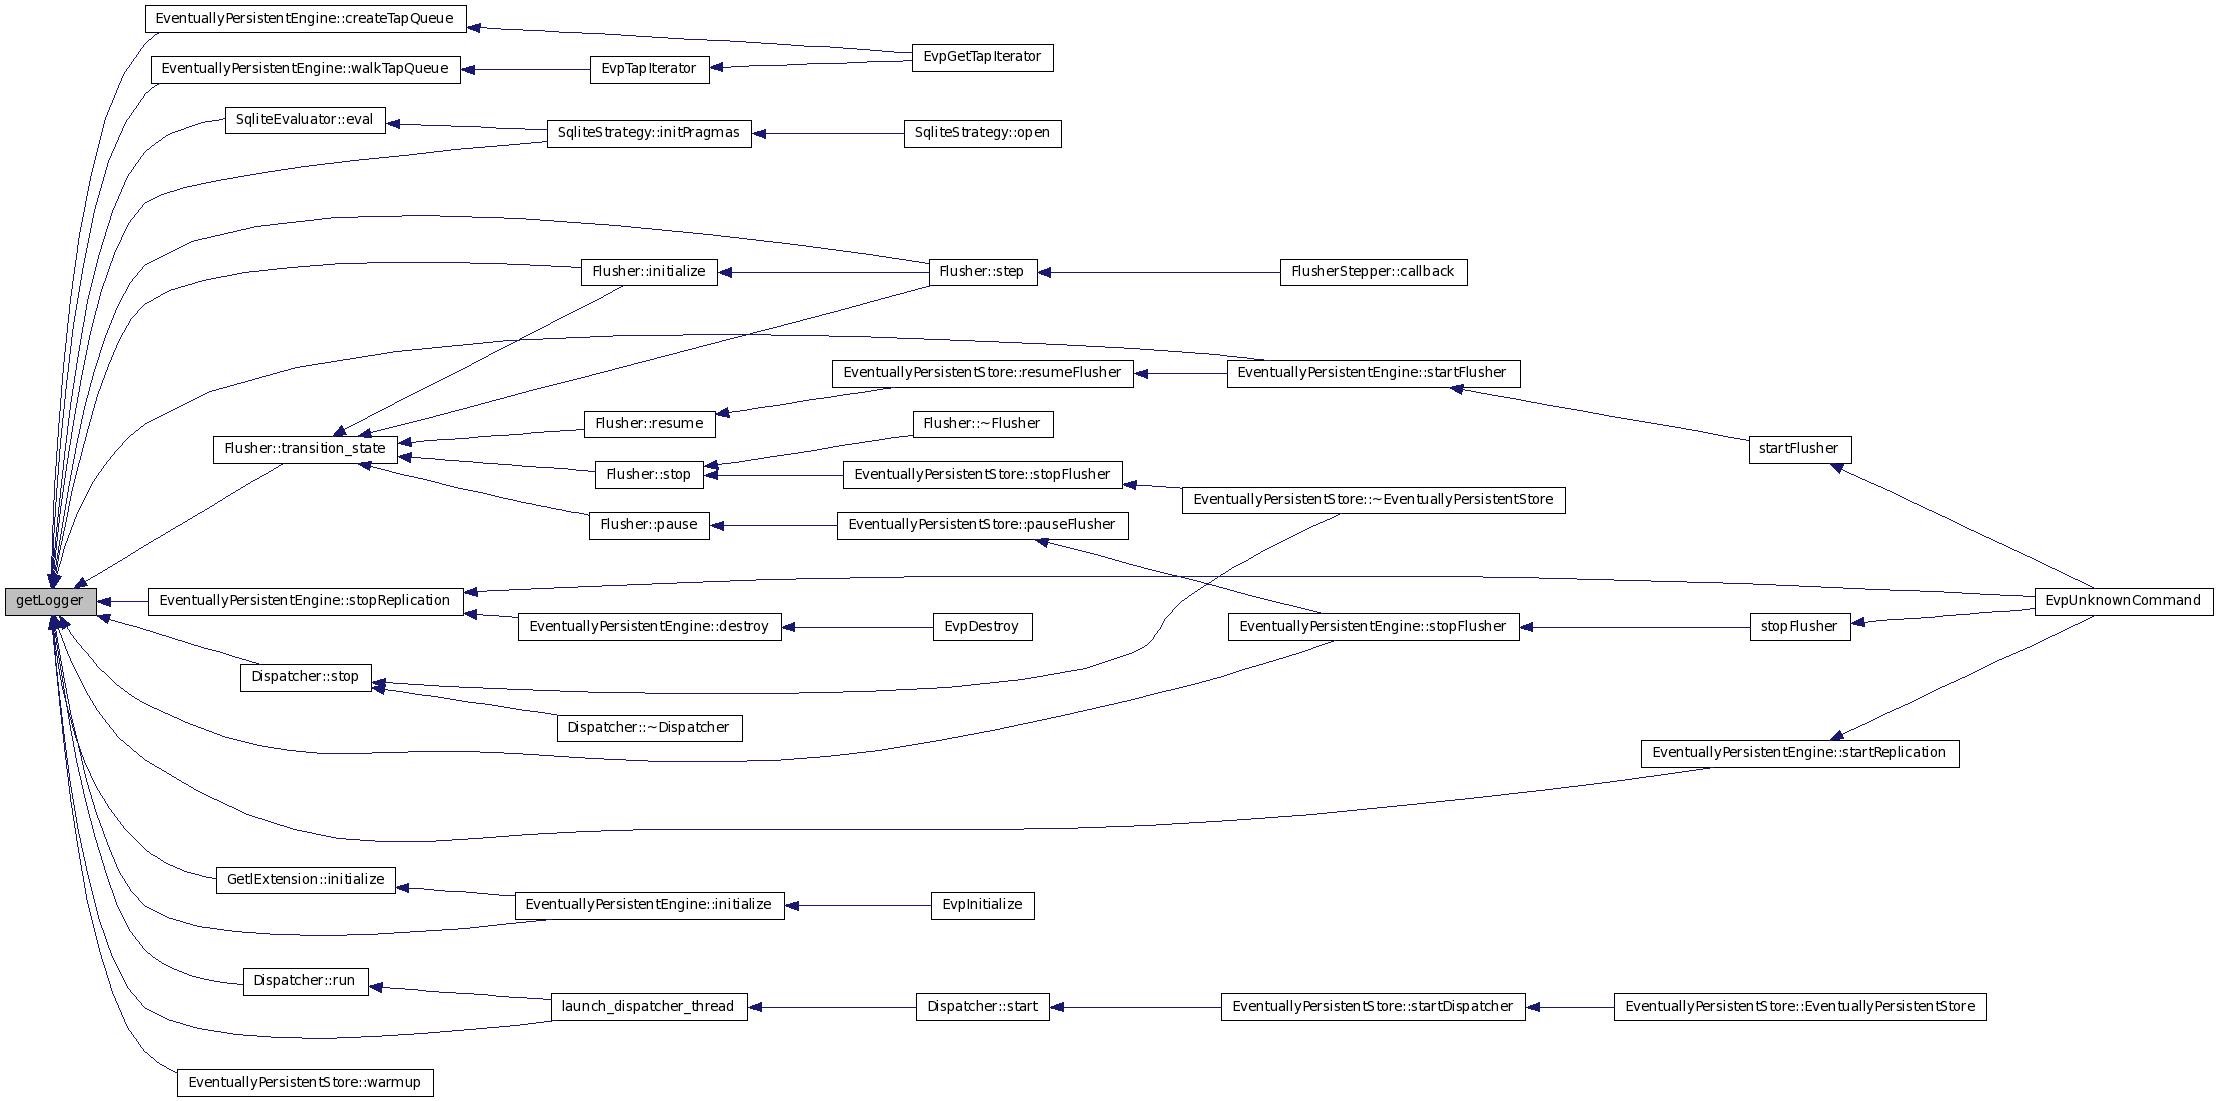 EventuallyPersistentEngine::createTapQueue
EvpGetTapIterator
EventuallyPersistentEngine::walkTapQueue
EvpTapIterator
SqliteEvaluator::eval
SqliteStrategy::initPragmas
SqliteStrategy::open
Flusher::initialize
Flusher::step
FlusherStepper::callback
EventuallyPersistentStore::resumeFlusher
EventuallyPersistentEngine::startFlusher
Flusher::resume
Flusher::~Flusher
Flusher::transition_state
startFlusher
Flusher::stop
EventuallyPersistentStore::stopFlusher
EventuallyPersistentStore::~EventuallyPersistentStore
Flusher::pause
EventuallyPersistentStore::pauseFlusher
getLogger
EventuallyPersistentEngine::stopReplication
EvpUnknownCommand
EventuallyPersistentEngine::destroy
EvpDestroy
EventuallyPersistentEngine::stopFlusher
stopFlusher
Dispatcher::stop
Dispatcher::~Dispatcher
EventuallyPersistentEngine::startReplication
GetlExtension::initialize
EventuallyPersistentEngine::initialize
EvpInitialize
Dispatcher::run
launch_dispatcher_thread
Dispatcher::start
EventuallyPersistentStore::startDispatcher
EventuallyPersistentStore::EventuallyPersistentStore
EventuallyPersistentStore::warmup